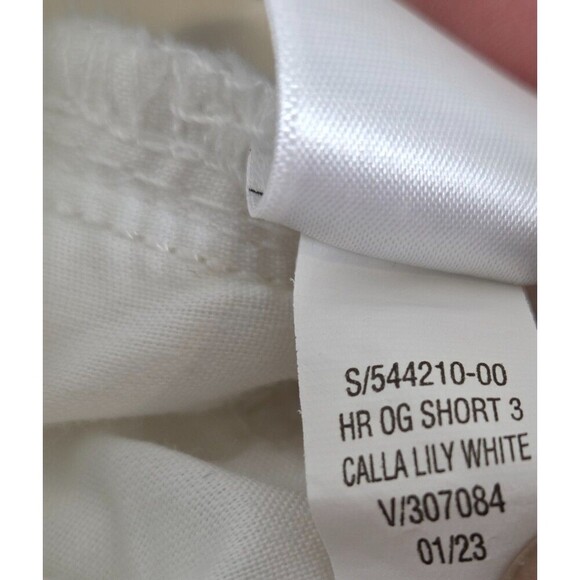 S/544210-00
HR OG SHORT 3
CALLA LILY WHITE
V/307084
01/23